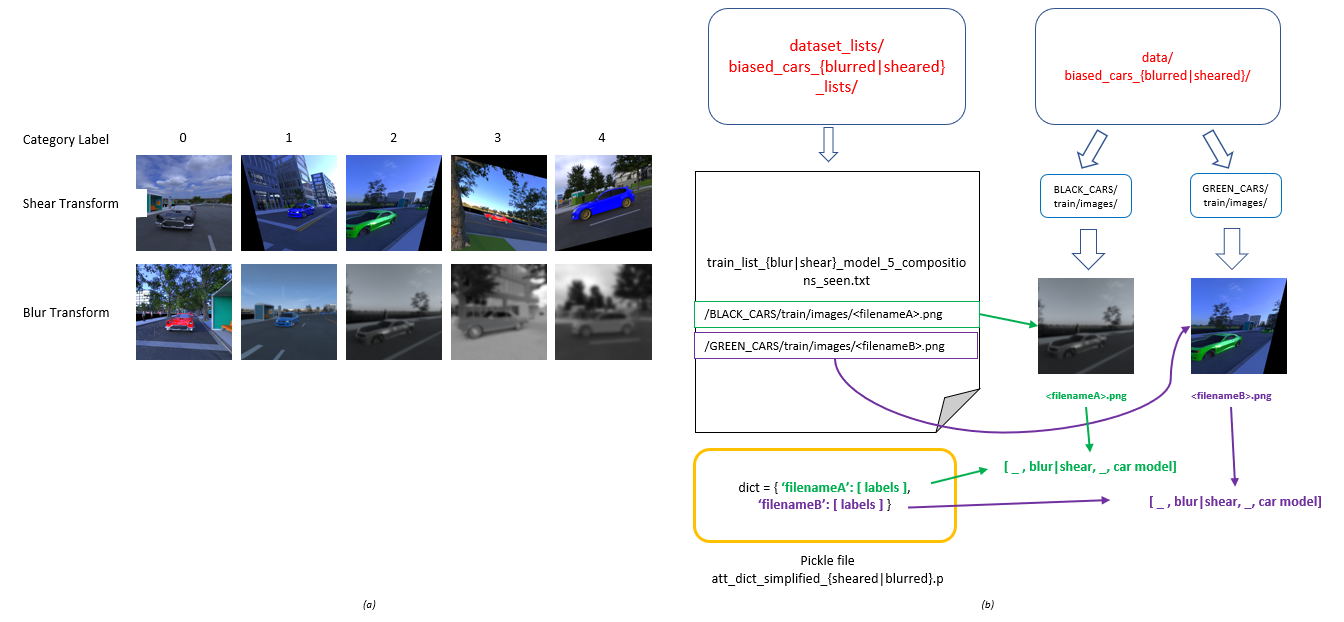 Category Label
0
1
2
3
4
Shear Transform
Blur Transform
(a)
dataset_lists/
biased_cars_{blurred|sheared}
_lists/
data/
biased_cars_{blurred|sheared}/
BLACK_CARS/
train/images/
GREEN_CARS/
train/images/
train_list_{blur|shear}_model_5_compositio
ns_seen.txt
/BLACK_CARS/train/images/<filenameA>.png
/GREEN_CARS/train/images/<filenameB>.png
<filenameA>.png
<filenameB>.png
[ _ , blur|shear, _, car model]
[ _ , blur|shear, _, car model]
dict = { ‘filenameA’: [ labels ],
‘filenameB’: [ labels ] }
Pickle file
att_dict_simplified_{sheared|blurred}.p
(b)